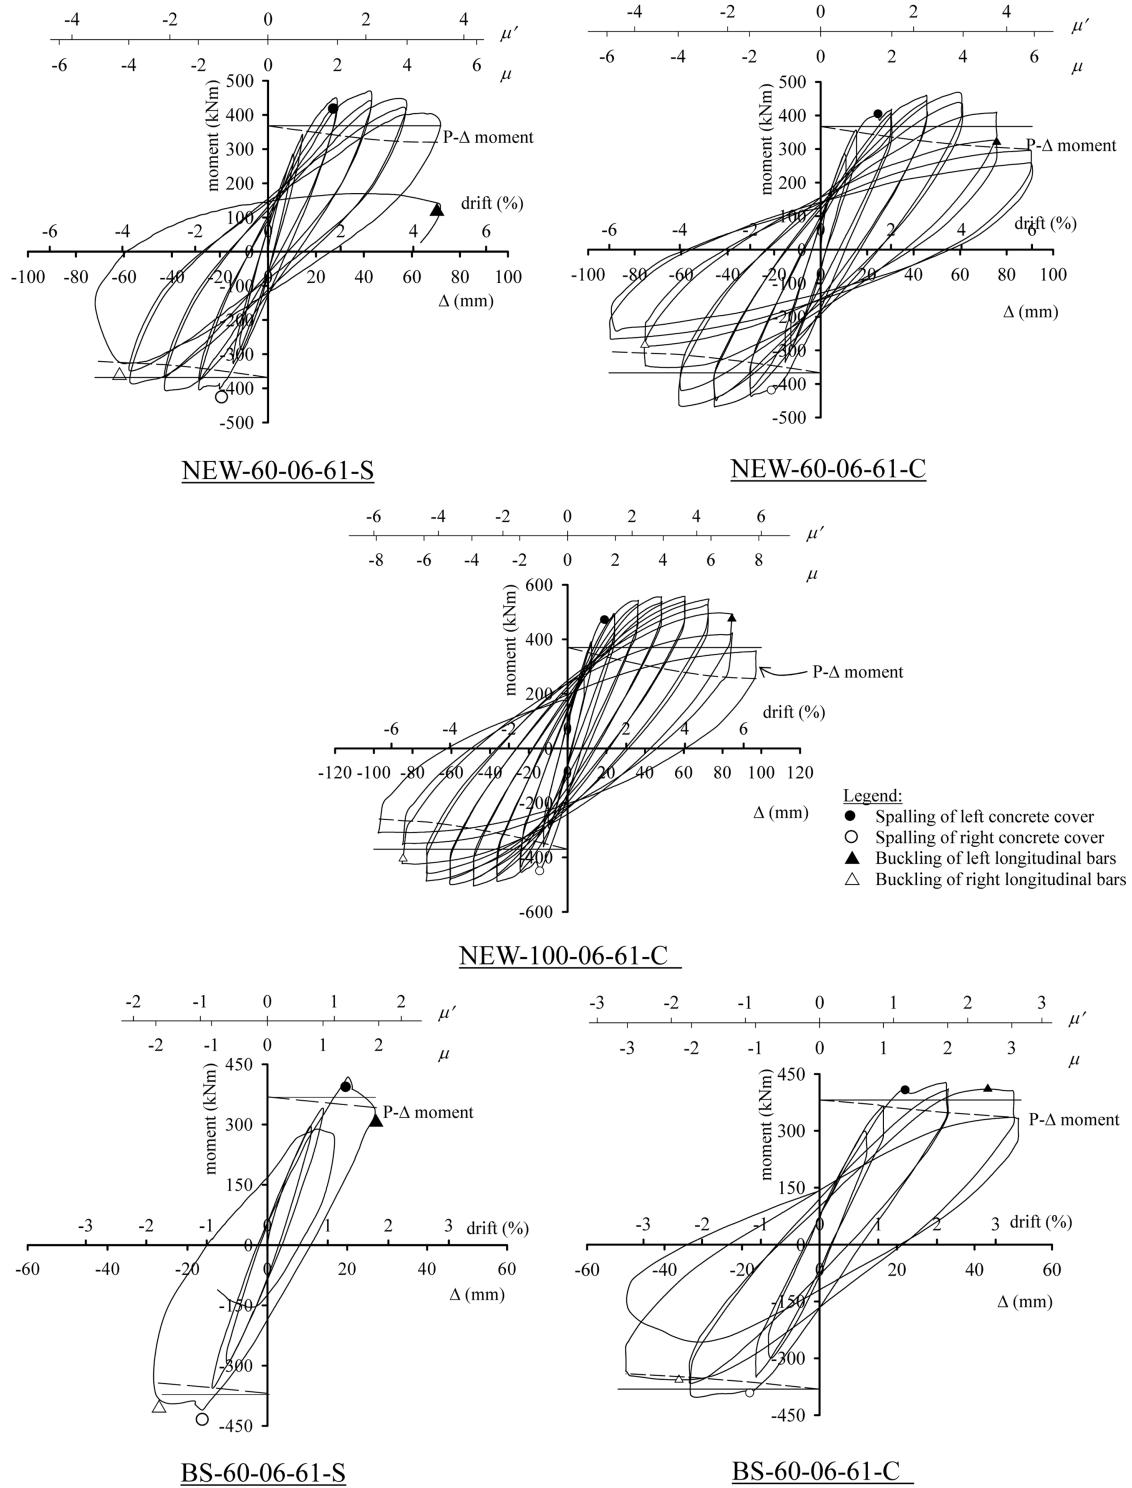 -4 -2 0 2 4 μ′
-6 -4 -2 0 2 4 6 μ
500
400
300
200
100
0
-100
-200
-300
-400
-500
moment (kNm)
P-Δ moment
drift (%)
-6 -4 -2 2 4 6
-100 -80 -60 -40 -20 0 20 40 60 80 100
Δ (mm)
NEW-60-06-61-S
-4 -2 0 2 4 μ′
-6 -4 -2 0 2 4 6 μ
500
400
300
200
100
0
-100
-200
-300
-400
-500
moment (kNm)
P-Δ moment
drift (%)
-6 -4 -2 2 4 6
-100 -80 -60 -40 -20 0 20 40 60 80 100
Δ (mm)
NEW-60-06-61-C
-6 -4 -2 0 2 4 6 μ′
-8 -6 -4 -2 0 2 4 6 8 μ
600
400
200
0
-200
-400
-600
moment (kNm)
P-Δ moment
drift (%)
-6 -4 -2 0 2 4 6
-120 -100 -80 -60 -40 -20 0 20 40 60 80 100 120
Δ (mm)
Legend:
Spalling of left concrete cover
Spalling of right concrete cover
Buckling of left longitudinal bars
Buckling of right longitudinal bars
NEW-100-06-61-C
-2 -1 0 1 2 μ′
-2 -1 0 1 2 μ
450
300
150
0
-150
-300
-450
moment (kNm)
P-Δ moment
drift (%)
-3 -2 -1 0 1 2 3
-60 -40 -20 0 20 40 60
Δ (mm)
BS-60-06-61-S
-3 -2 -1 0 1 2 3 μ′
-3 -2 -1 0 1 2 3 μ
450
300
150
0
-150
-300
-450
moment (kNm)
P-Δ moment
drift (%)
-3 -2 -1 0 1 2 3
-60 -40 -20 0 20 40 60
Δ (mm)
BS-60-06-61-C